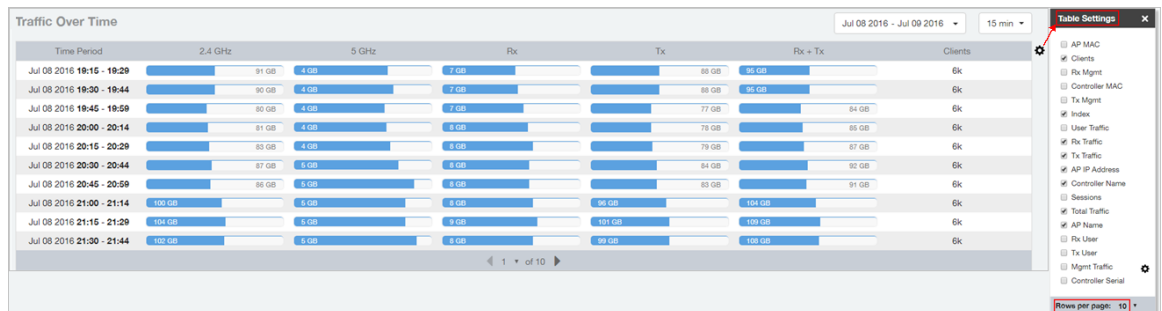 Traffic Over Time
Jul 08 2016 - Jul 09 2016
15 min
Time Period 2.4 GHz 5 GHz Rx Tx Rx + Tx Clients
Jul 08 2016 19:15 - 19:29 91 GB 4 GB 7 GB 88 GB 95 GB 6k
Jul 08 2016 19:30 - 19:44 90 GB 4 GB 7 GB 88 GB 95 GB 6k
Jul 08 2016 19:45 - 19:59 80 GB 4 GB 7 GB 77 GB 84 GB 6k
Jul 08 2016 20:00 - 20:14 81 GB 4 GB 8 GB 78 GB 86 GB 6k
Jul 08 2016 20:15 - 20:29 83 GB 4 GB 8 GB 79 GB 87 GB 6k
Jul 08 2016 20:30 - 20:44 87 GB 5 GB 8 GB 84 GB 92 GB 6k
Jul 08 2016 20:45 - 20:59 86 GB 5 GB 8 GB 83 GB 91 GB 6k
Jul 08 2016 21:00 - 21:14 100 GB 5 GB 8 GB 96 GB 104 GB 6k
Jul 08 2016 21:15 - 21:29 104 GB 5 GB 9 GB 101 GB 109 GB 6k
Jul 08 2016 21:30 - 21:44 102 GB 5 GB 8 GB 99 GB 108 GB 6k
1 of 10
Table Settings
AP MAC
Clients
Rx Mgmt
Controller MAC
Tx Mgmt
Index
User Traffic
Rx Traffic
Tx Traffic
AP IP Address
Controller Name
Sessions
Total Traffic
AP Name
Rx User
Tx User
Mgmt Traffic
Controller Serial
Rows per page: 10